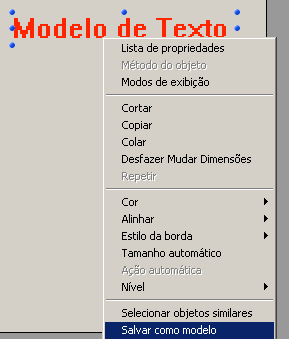 Modelo de Texto
Lista de propriedades
Método do objeto
Modos de exibição
Cortar
Copiar
Colar
Desfazer Mudar Dimensões
Repetir
Cor
Alinhar
Estilo da borda
Tamanho automático
Ação automática
Nível
Selecionar objetos similares
Salvar como modelo